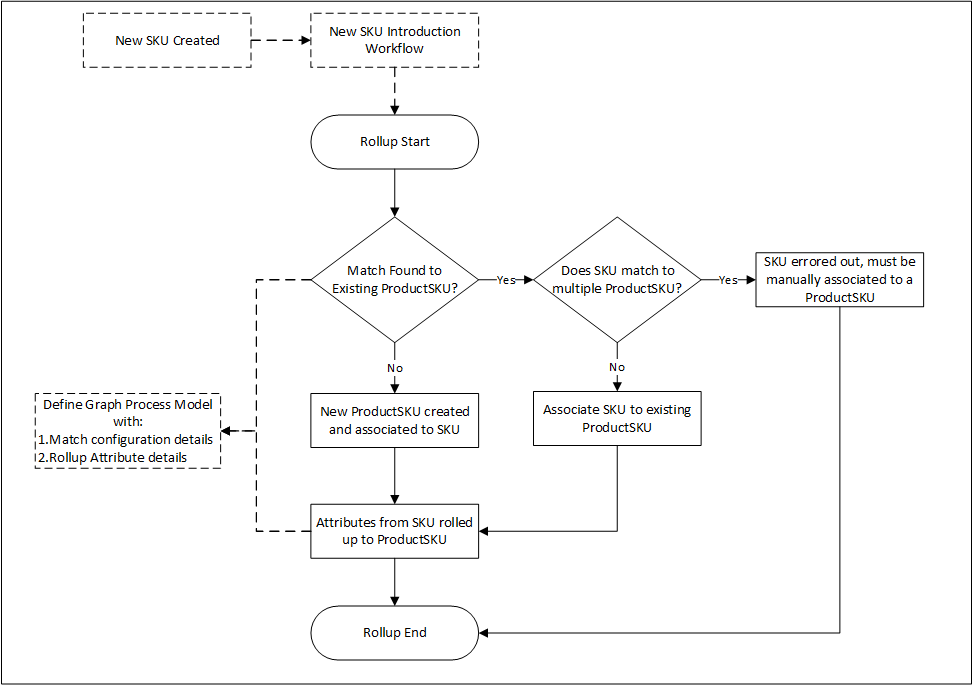 New SKU Created
New SKU Introduction
Workflow
Rollup Start
Match Found to
Existing ProductSKU?
Yes
Does SKU match to
multiple ProductSKU?
Yes
SKU errored out, must be
manually associated to a
ProductSKU
No
No
Define Graph Process Model
with:
1.Match configuration details
2.Rollup Attribute details
New ProductSKU created
and associated to SKU
Associate SKU to existing
ProductSKU
Attributes from SKU rolled
up to ProductSKU
Rollup End